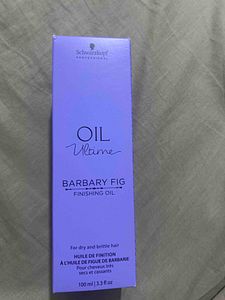 Schwarzkopf
PROFESSIONAL
OIL
Ultime
BARBARY FIG
FINISHING OIL
For dry and brittle hair
HUILE DE FINITION
À L'HUILE DE FIGUE DE BARBARIE
Pour cheveux très
secs et cassants
100 ml | 3.3 fl oz